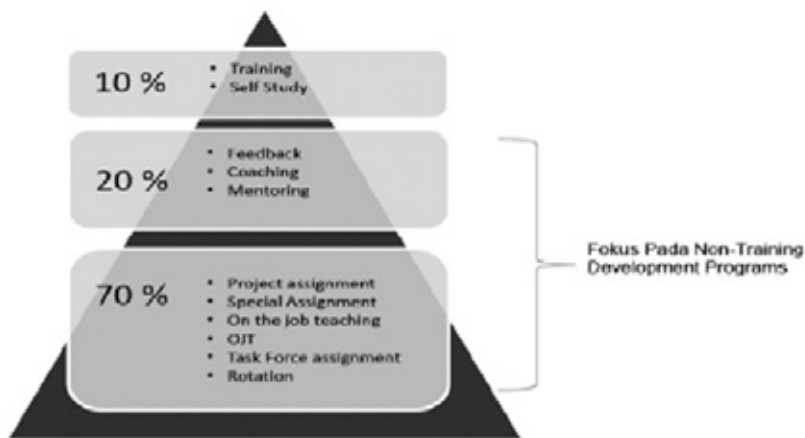 10 %
• Training
• Self Study
20 %
• Feedback
• Coaching
• Mentoring
70 %
• Project assignment
• Special Assignment
• On the job teaching
• OJT
• Task Force assignment
• Rotation
Fokus Pada Non-Training
Development Programs